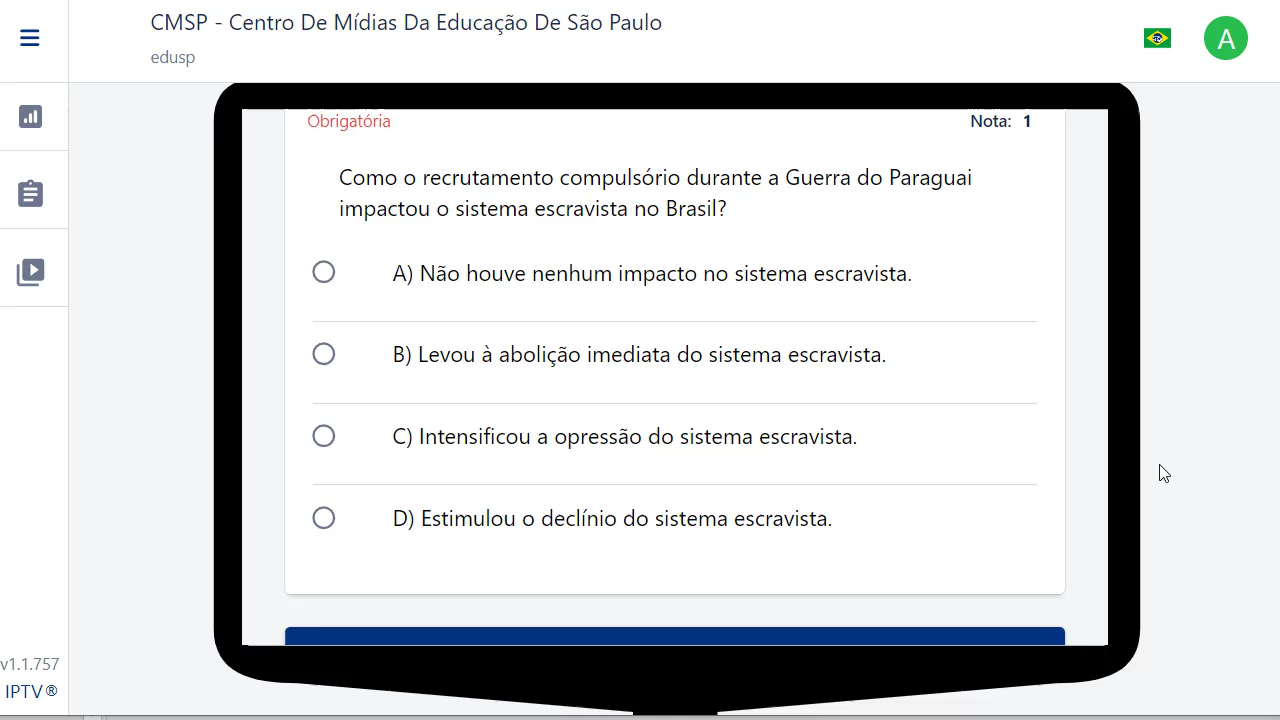 CMSP - Centro De Mídias Da Educação De São Paulo
edusp
A
Obrigatória
Nota: 1
Como o recrutamento compulsório durante a Guerra do Paraguai
impactou o sistema escravista no Brasil?
A) Não houve nenhum impacto no sistema escravista.
B) Levou à abolição imediata do sistema escravista.
C) Intensificou a opressão do sistema escravista.
D) Estimulou o declínio do sistema escravista.
v1.1.757
IPTV®